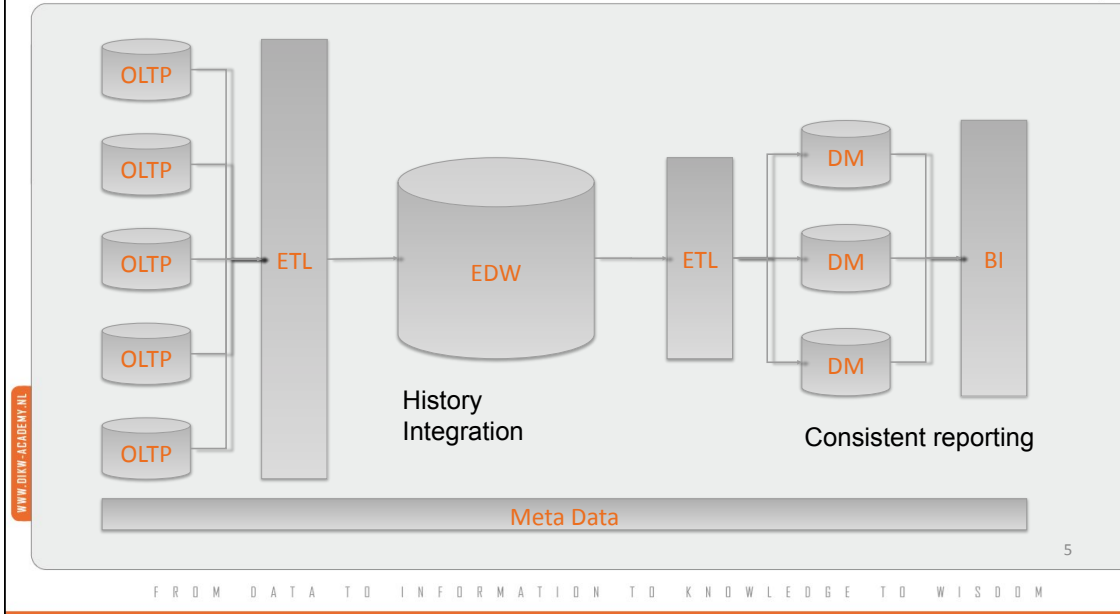 OLTP
OLTP
OLTP
OLTP
OLTP
ETL
EDW
History
Integration
ETL
DM
DM
DM
BI
Consistent reporting
Meta Data
WWW.DIKW-ACADEMY.NL
5
FROM DATA TO INFORMATION TO KNOWLEDGE TO WISDOM